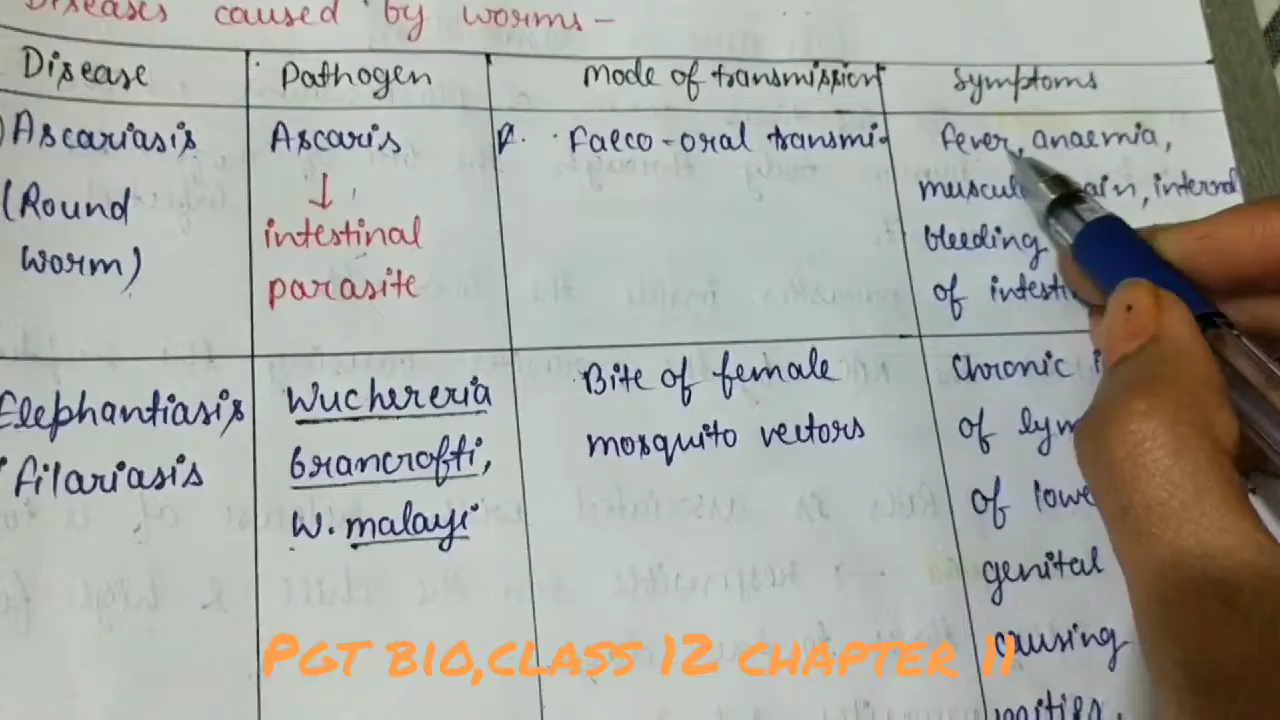 Diseases caused by worms-
Disease Pathogen mode of transmission Symptoms
Ascariasis
(Round
worm)
Ascaris
↓
intestinal
parasite
Faeco-oral transmi
fever, anaemia,
bleeding
of
Elephantiasis
filariasis
Wuchereria
brancrofti,
W. malayi
Bite of female
mosquito vectors
Chronic
of
of
genital
causing
PGT BIO,CLASS 12 CHAPTER 11